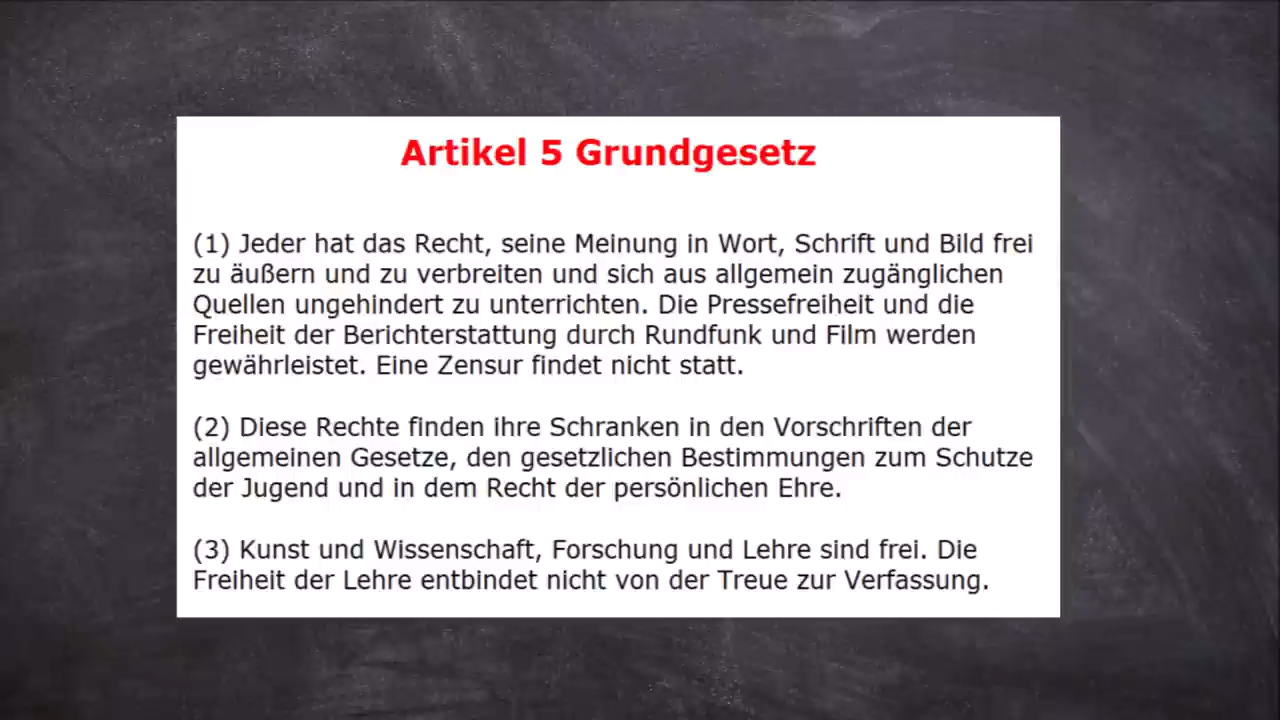 Artikel 5 Grundgesetz
(1) Jeder hat das Recht, seine Meinung in Wort, Schrift und Bild frei
zu äußern und zu verbreiten und sich aus allgemein zugänglichen
Quellen ungehindert zu unterrichten. Die Pressefreiheit und die
Freiheit der Berichterstattung durch Rundfunk und Film werden
gewährleistet. Eine Zensur findet nicht statt.
(2) Diese Rechte finden ihre Schranken in den Vorschriften der
allgemeinen Gesetze, den gesetzlichen Bestimmungen zum Schutze
der Jugend und in dem Recht der persönlichen Ehre.
(3) Kunst und Wissenschaft, Forschung und Lehre sind frei. Die
Freiheit der Lehre entbindet nicht von der Treue zur Verfassung.